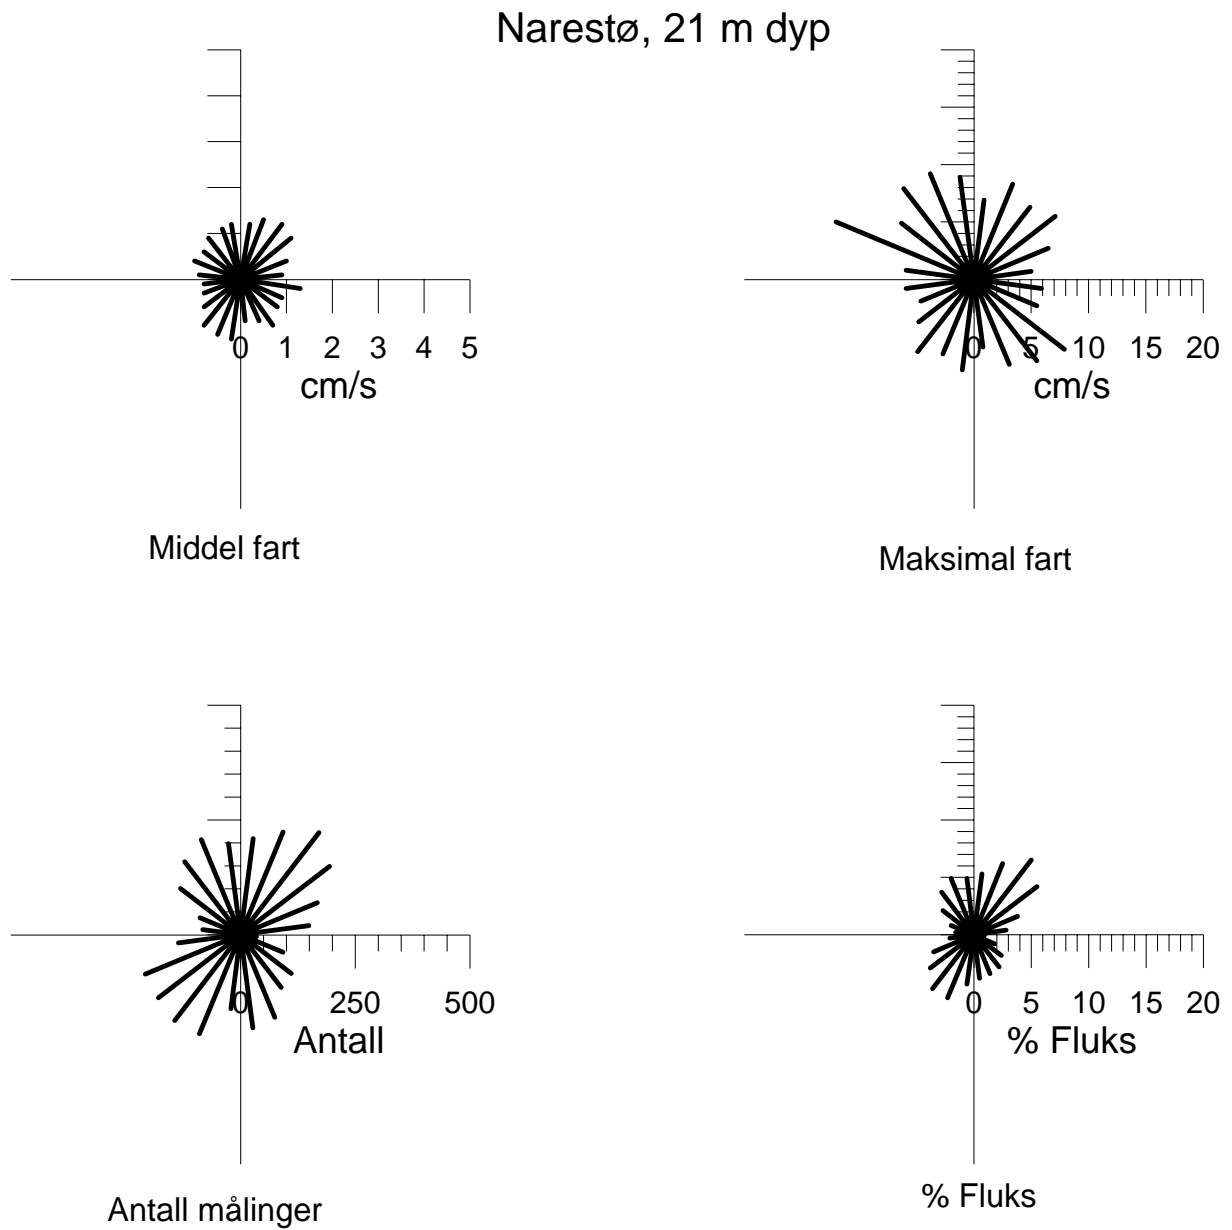 Narestø, 21 m dyp
0 1 2 3 4 5
cm/s
Middel fart
0 5 10 15 20
cm/s
Maksimal fart
0 250 500
Antall
Antall målinger
0 5 10 15 20
% Fluks
% Fluks